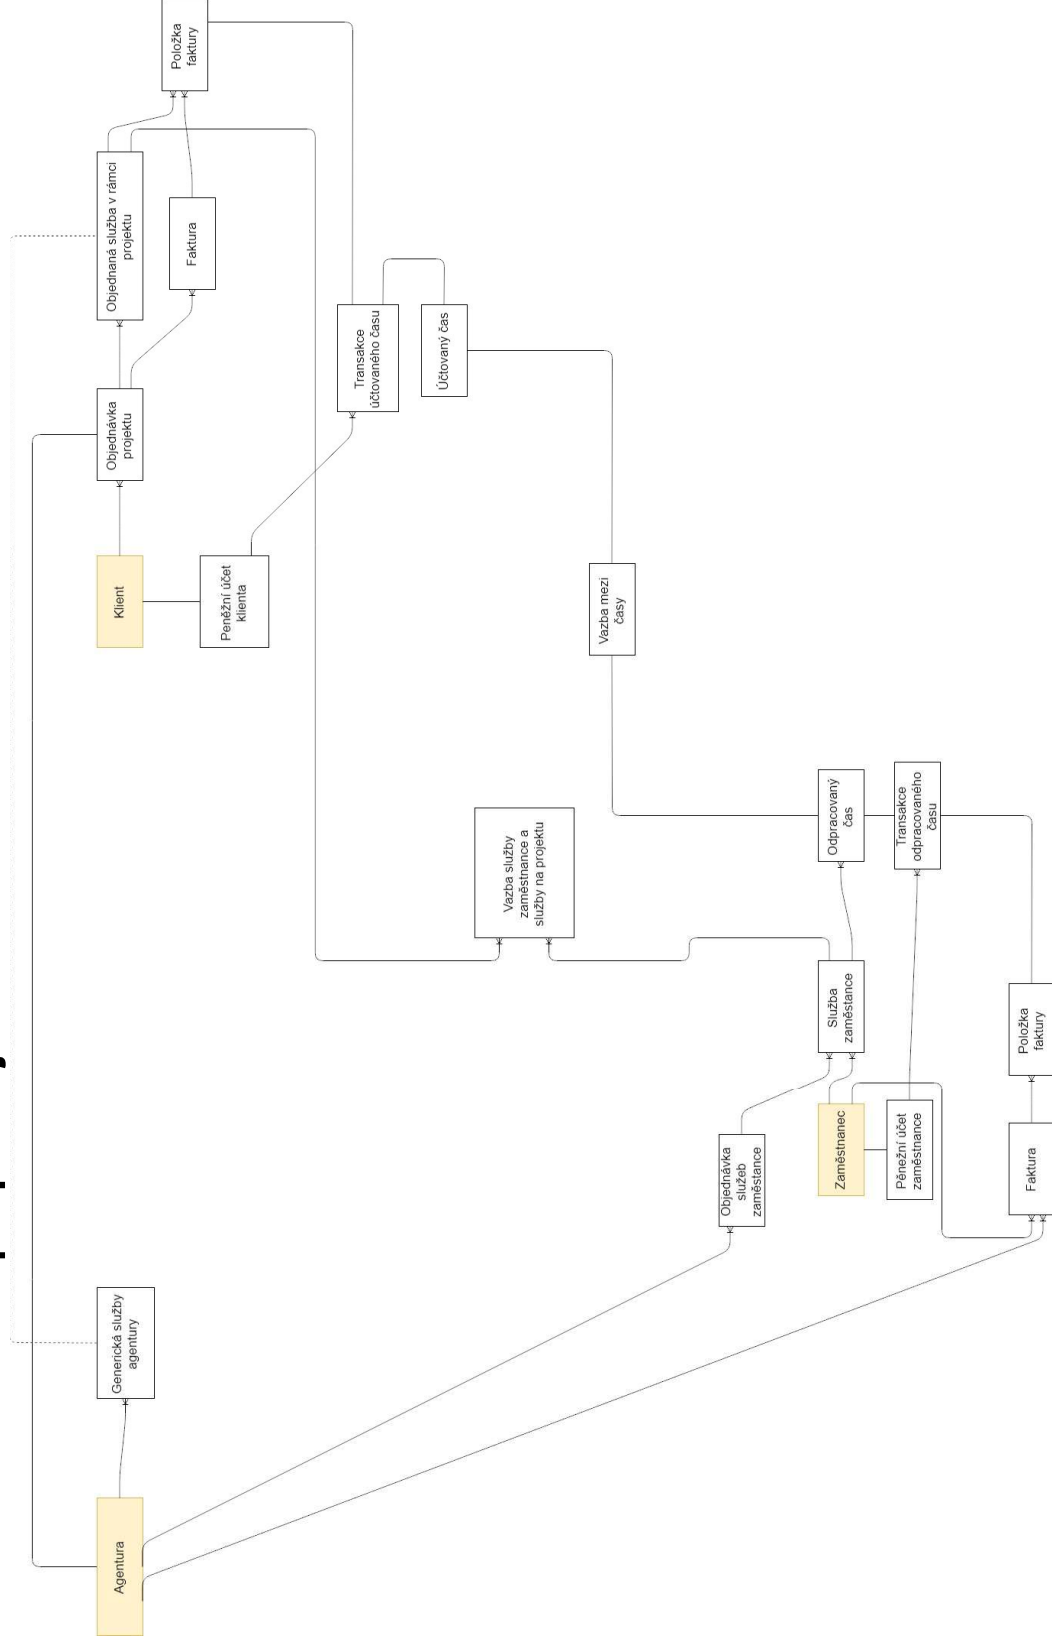 Agentura
Generická služby
agentury
Klient
Objednávka
projektu
Objednaná služba v rámci
projektu
Faktura
Položka
faktury
Peněžní účet
klienta
Transakce
účtovaného času
Účtovaný čas
Vazba služby
zaměstnance a
služby na projektu
Vazba mezi
časy
Objednávka
služeb
zaměstance
Zaměstnanec
Služba
zaměstance
Odpracovaný
čas
Pěnežní účet
zaměstnance
Transakce
odpracovaného
času
Faktura
Položka
faktury